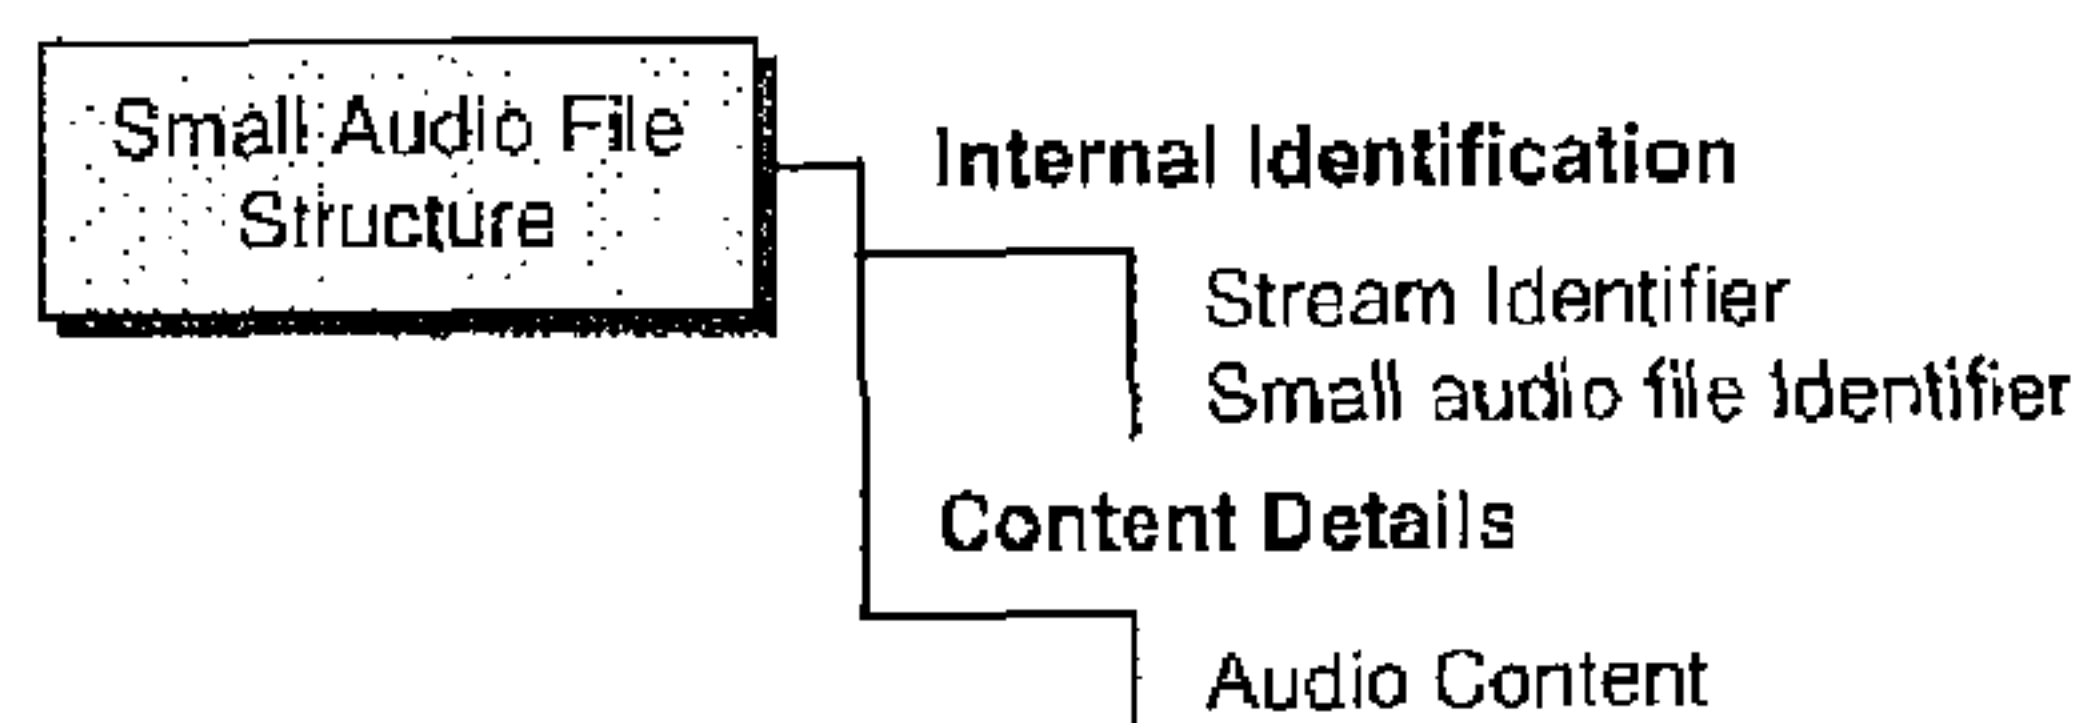 Small Audio File
Structure
Internal Identification
Stream Identifier
Small audio file Identifier
Content Details
Audio Content